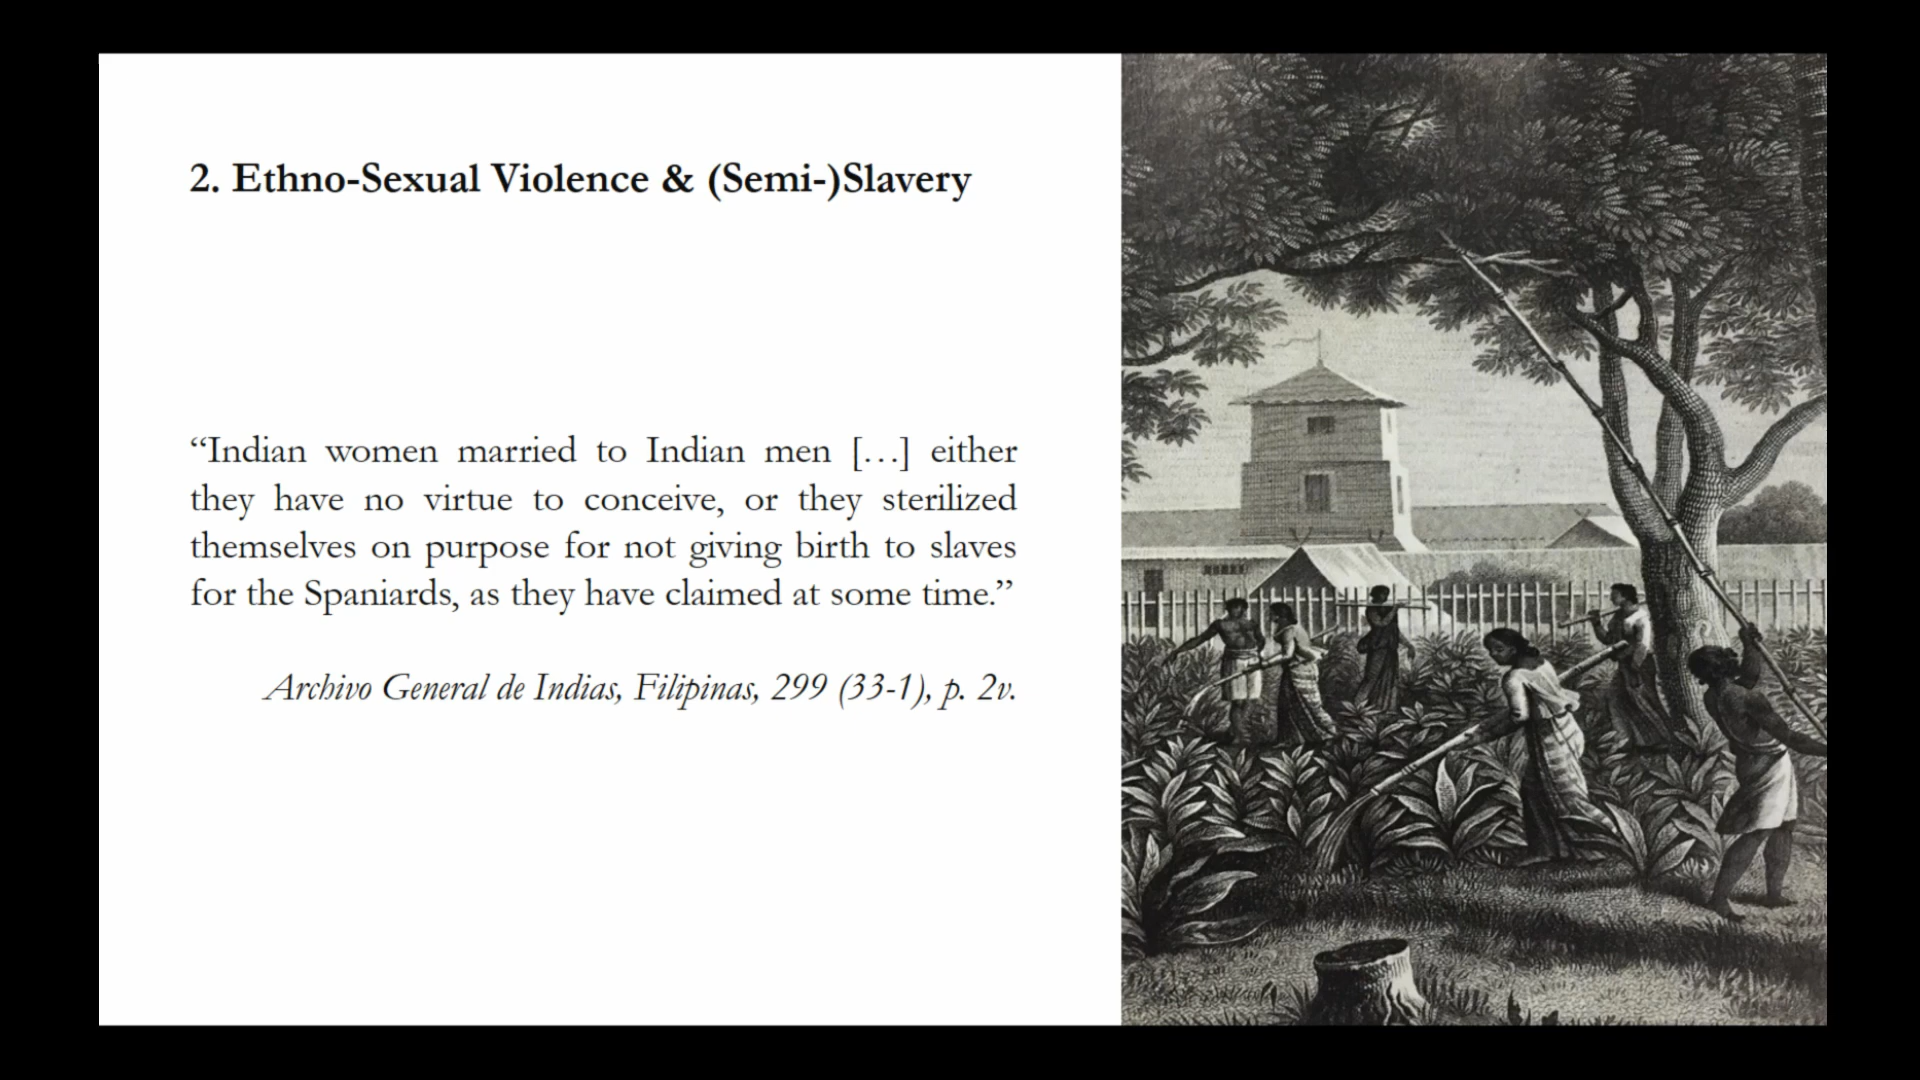 2. Ethno-Sexual Violence & (Semi-)Slavery
“Indian women married to Indian men […] either
they have no virtue to conceive, or they sterilized
themselves on purpose for not giving birth to slaves
for the Spaniards, as they have claimed at some time.”
Archivo General de Indias, Filipinas, 299 (33-1), p. 2v.